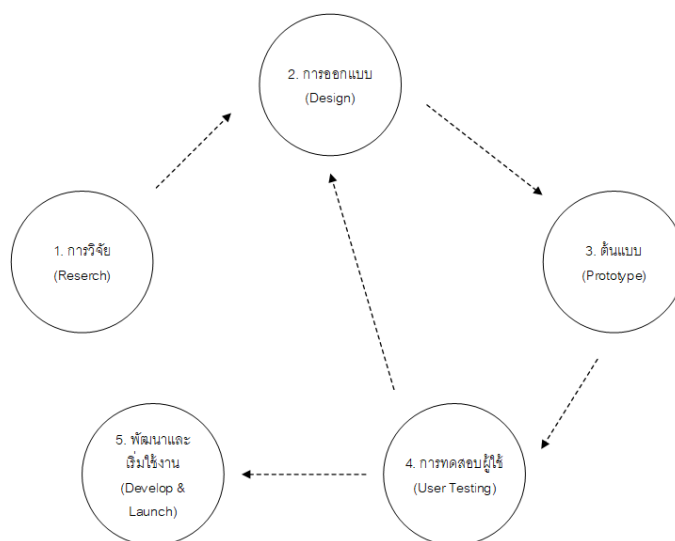 1. การวิจัย
(Reserch)
2. การออกแบบ
(Design)
3. ต้นแบบ
(Prototype)
4. การทดสอบผู้ใช้
(User Testing)
5. พัฒนาและ
เริ่มใช้งาน
(Develop &
Launch)